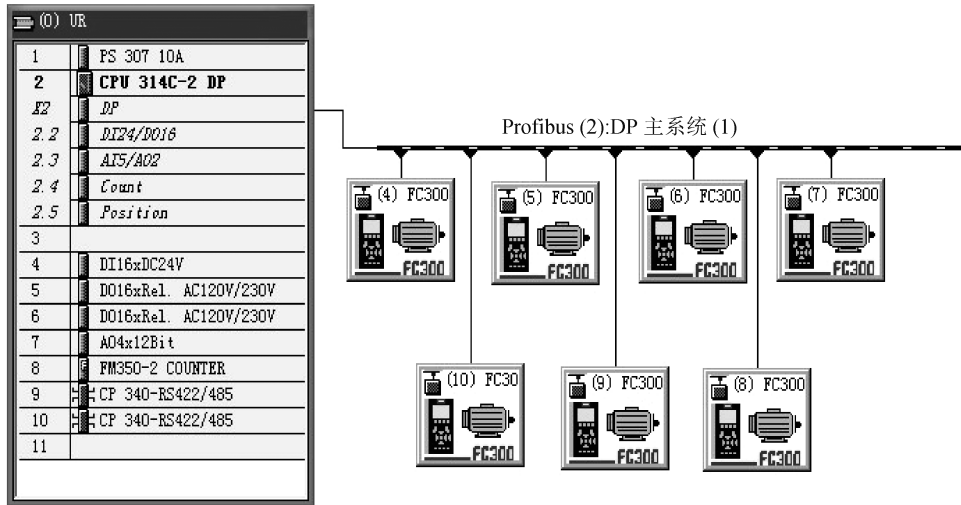 (0) UR
1 PS 307 10A
2 CPU 314C-2 DP
X2 DP
2.2 DI24/DO16
2.3 AI5/AO2
2.4 Count
2.5 Position
3
4 DI16xDC24V
5 DO16xRel. AC120V/230V
6 DO16xRel. AC120V/230V
7 AO4x12Bit
8 FM350-2 COUNTER
9 CP 340-RS422/485
10 CP 340-RS422/485
11
Profibus (2):DP 主系统 (1)
(4) FC300
FC300
(5) FC300
FC300
(6) FC300
FC300
(7) FC300
FC300
(10) FC30
FC300
(9) FC300
FC300
(8) FC300
FC300